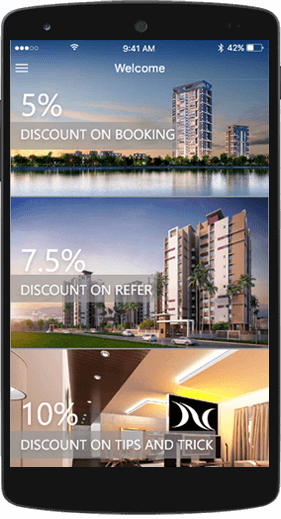 9:41 AM
42%
Welcome
5%
DISCOUNT ON BOOKING
7.5%
DISCOUNT ON REFER
10%
DISCOUNT ON TIPS AND TRICK